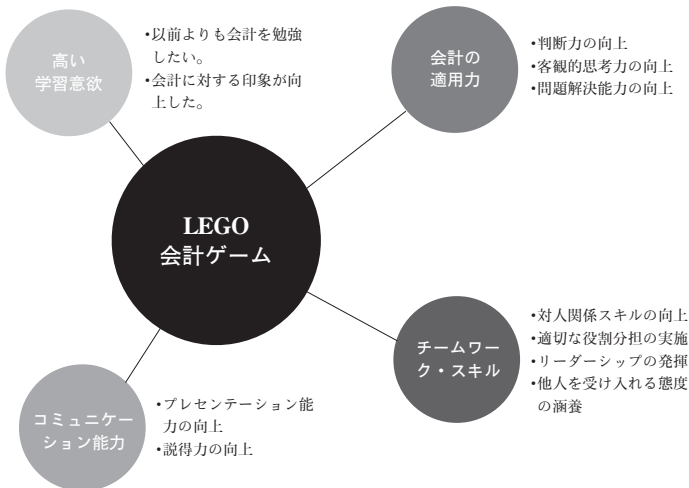 高い
学習意欲
•以前よりも会計を勉強
したい。
•会計に対する印象が向
上した。
会計の
適用力
•判断力の向上
•客観的思考力の向上
•問題解決能力の向上
LEGO
会計ゲーム
チームワー
ク・スキル
•対人関係スキルの向上
•適切な役割分担の実施
•リーダーシップの発揮
•他人を受け入れる態度
の涵養
コミュニケー
ション能力
•プレゼンテーション能
力の向上
•説得力の向上